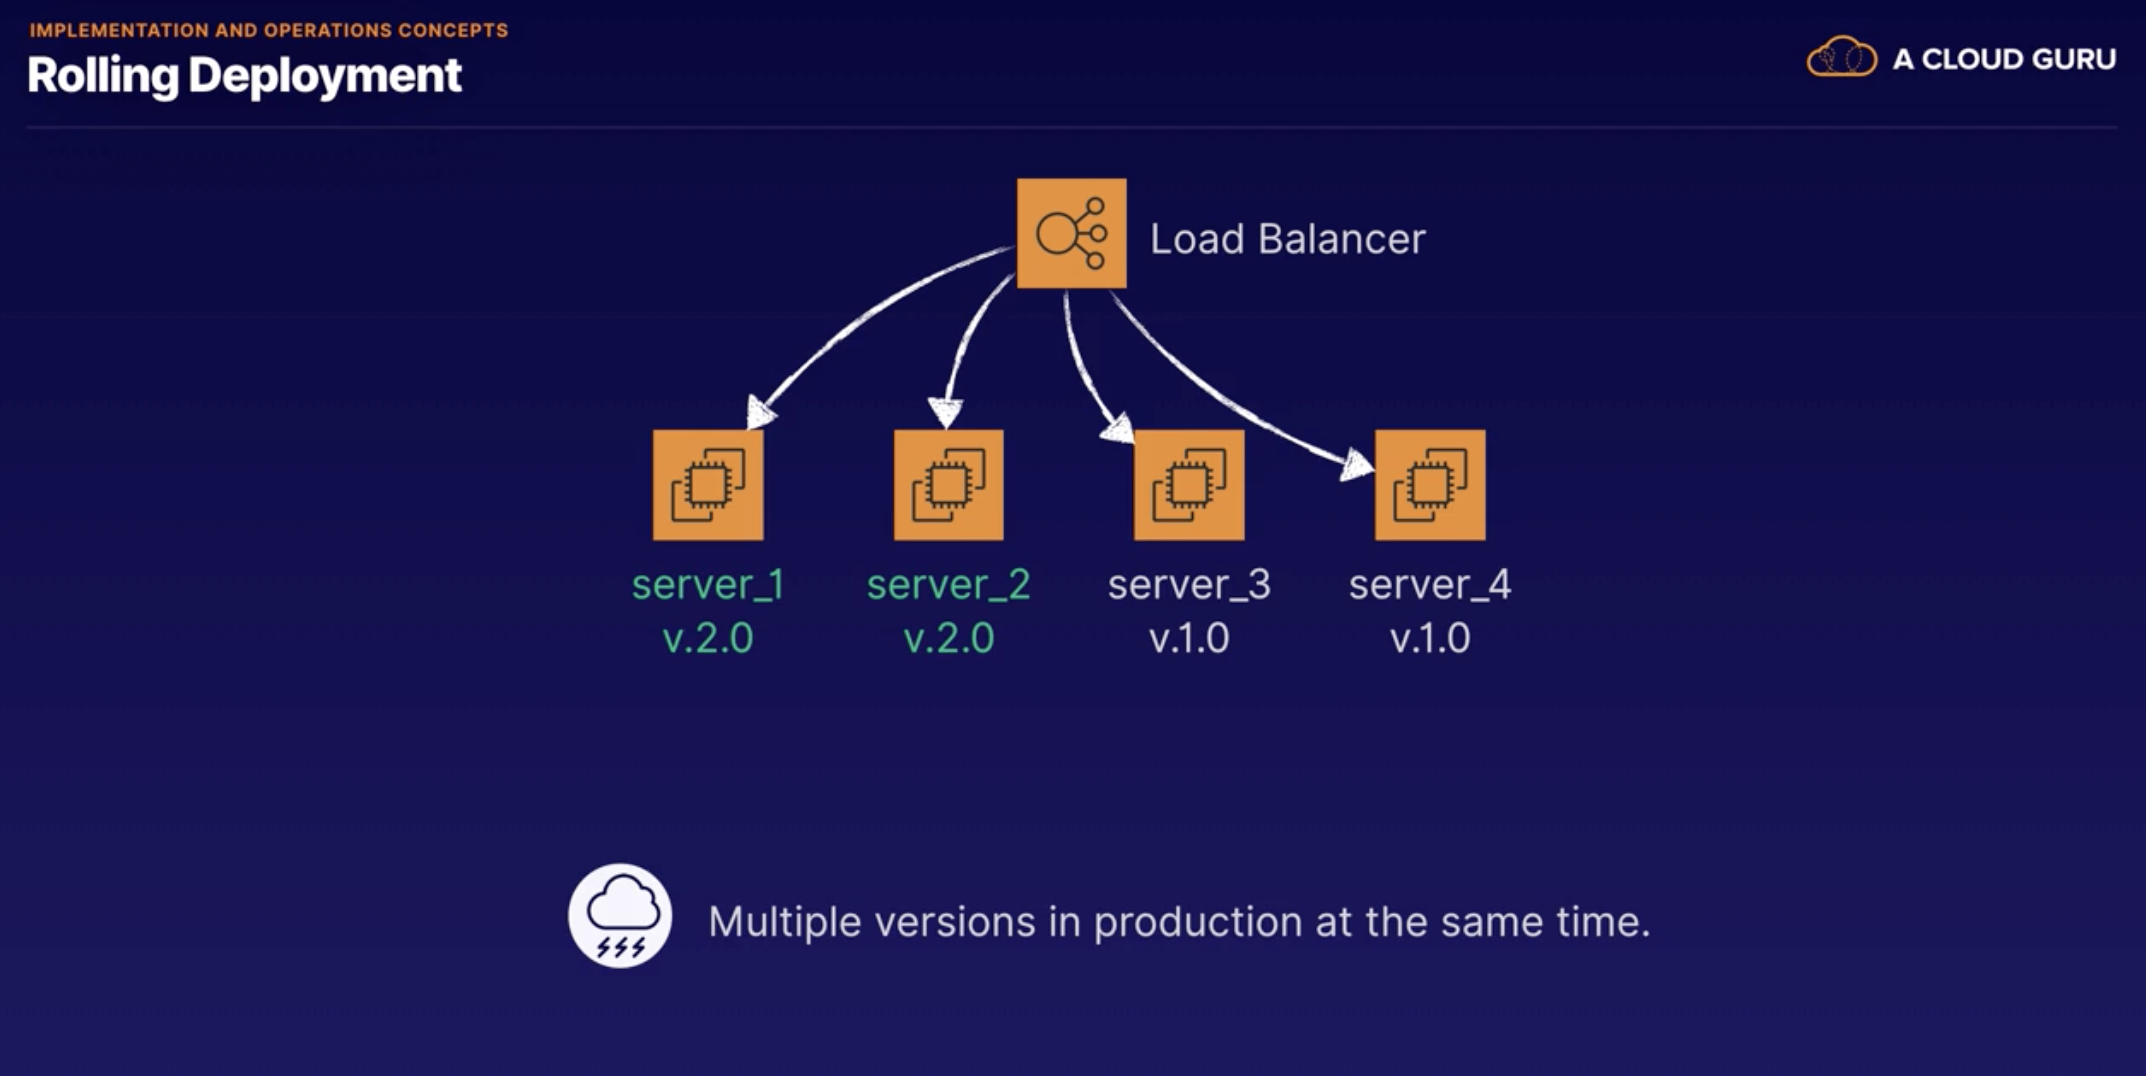 IMPLEMENTATION AND OPERATIONS CONCEPTS
Rolling Deployment
A CLOUD GURU
Load Balancer
server_1
v.2.0
server_2
v.2.0
server_3
v.1.0
server_4
v.1.0
Multiple versions in production at the same time.